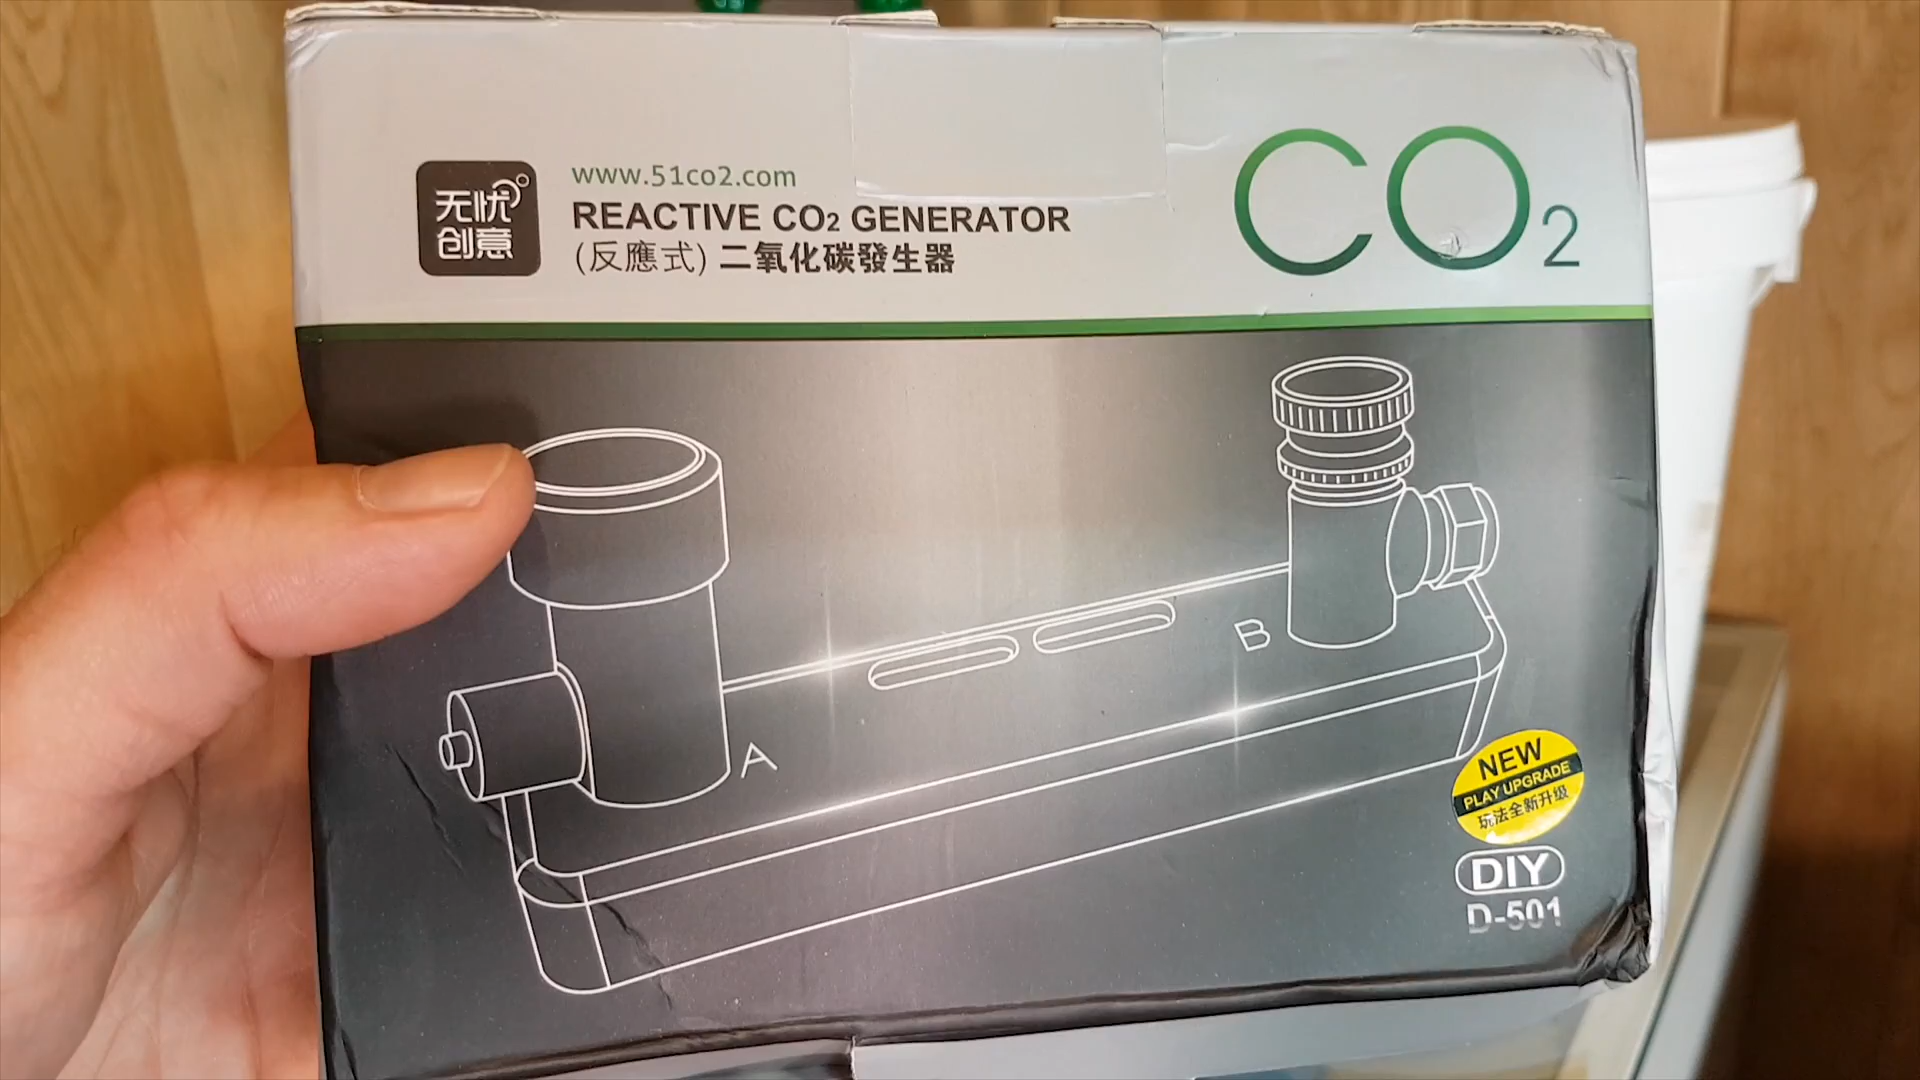 无忧
创意
www.51co2.com
REACTIVE CO2 GENERATOR
(反應式) 二氧化碳發生器
CO2
A
B
NEW
PLAY UPGRADE
玩法全新升级
DIY
D-501